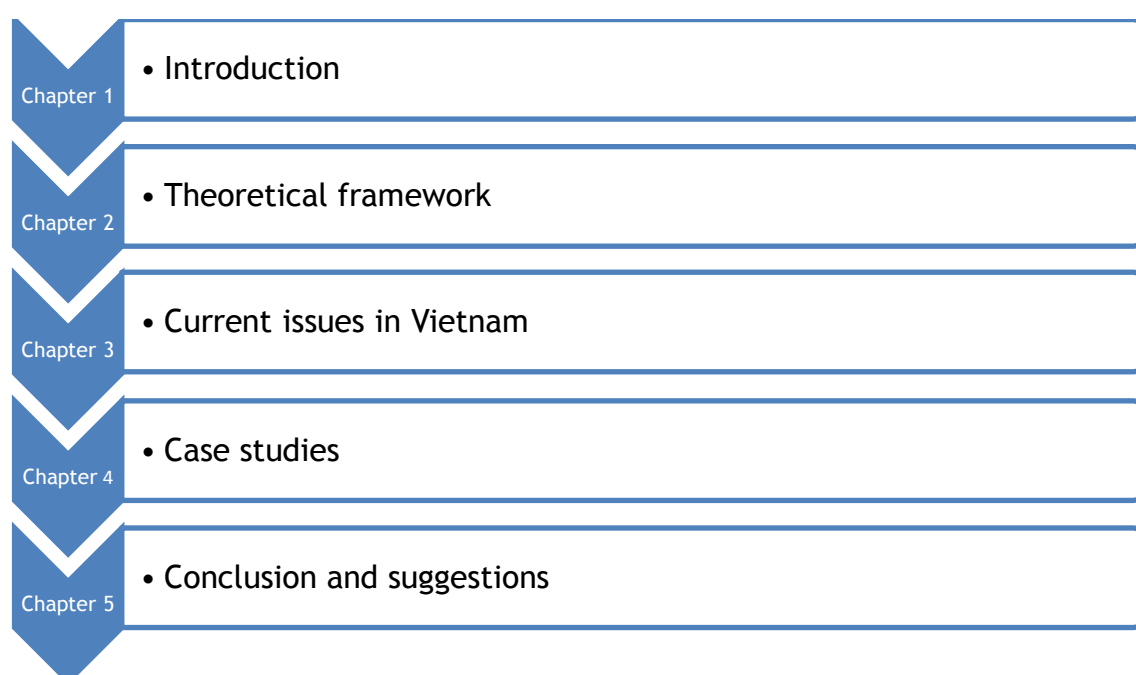 Chapter 1
• Introduction
Chapter 2
• Theoretical framework
Chapter 3
• Current issues in Vietnam
Chapter 4
• Case studies
Chapter 5
• Conclusion and suggestions